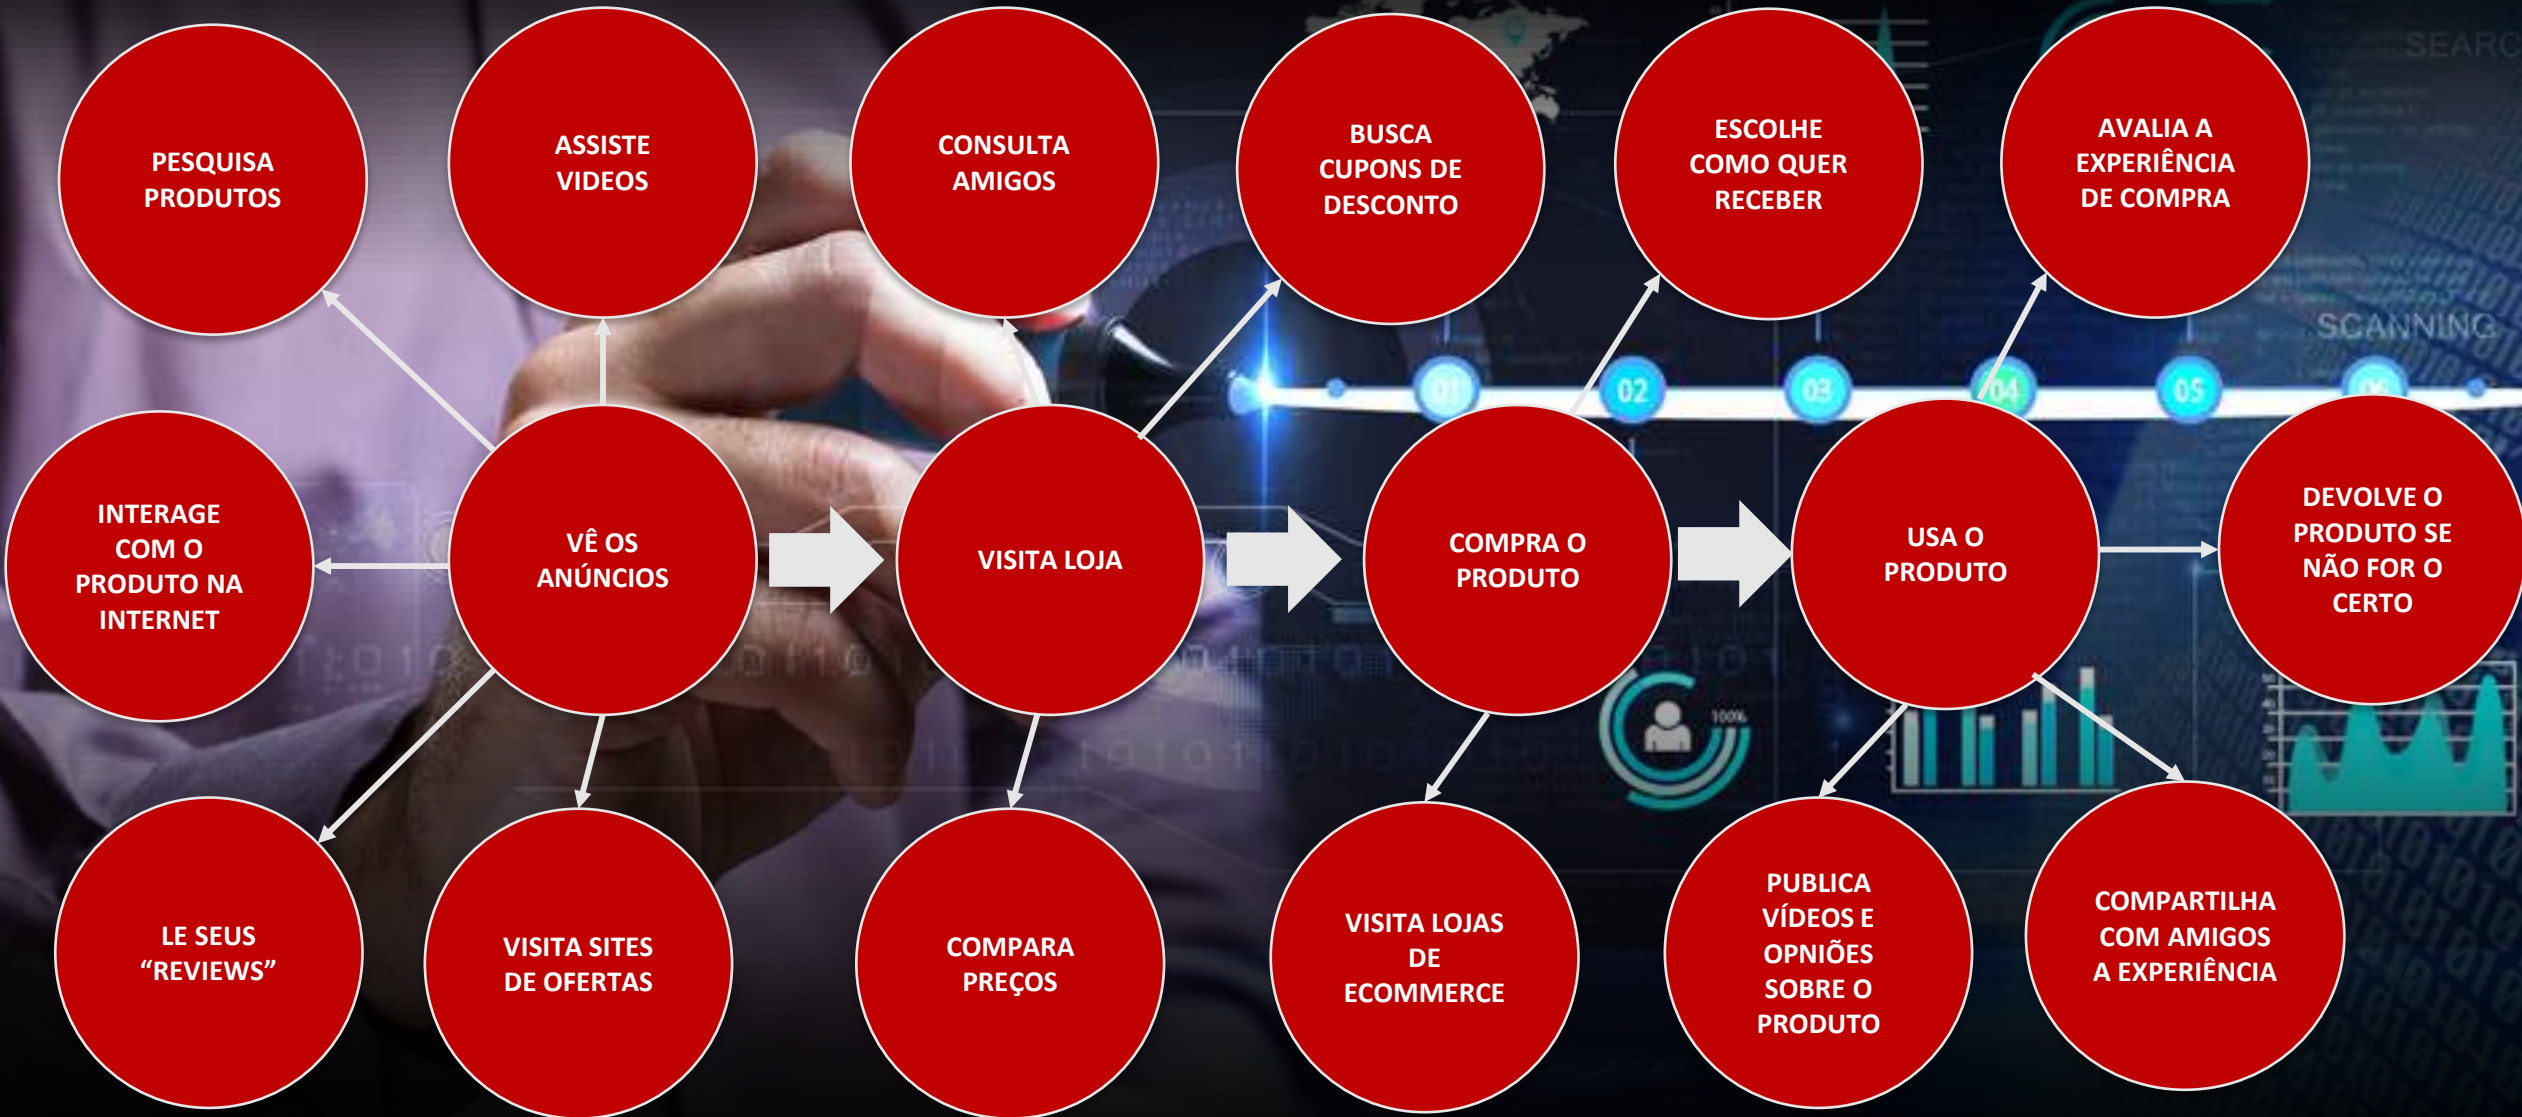 PESQUISA
PRODUTOS
ASSISTE
VIDEOS
CONSULTA
AMIGOS
BUSCA
CUPONS DE
DESCONTO
ESCOLHE
COMO QUER
RECEBER
AVALIA A
EXPERIÊNCIA
DE COMPRA
SEARC
SCANNING
01
02
03
04
05
06
INTERAGE
COM O
PRODUTO NA
INTERNET
VÊ OS
ANÚNCIOS
VISITA LOJA
COMPRA O
PRODUTO
USA O
PRODUTO
DEVOLVE O
PRODUTO SE
NÃO FOR O
CERTO
100%
LE SEUS
“REVIEWS”
VISITA SITES
DE OFERTAS
COMPARA
PREÇOS
VISITA LOJAS
DE
ECOMMERCE
PUBLICA
VÍDEOS E
OPNIÕES
SOBRE O
PRODUTO
COMPARTILHA
COM AMIGOS
A EXPERIÊNCIA